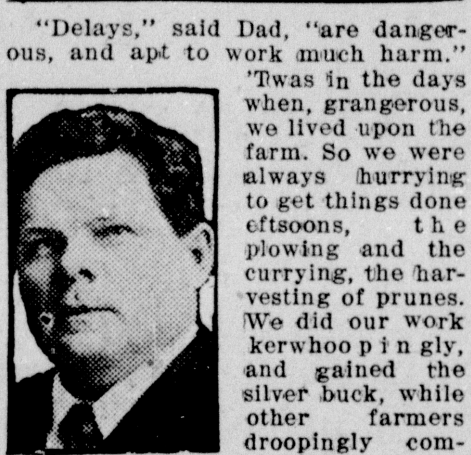 "Delays," said Dad, "are danger-
ous, and apt to work much harm."
'Twas in the days
when, grangerous,
we lived upon the
farm. So we were
always hurrying
to get things done
eftsoons, the
plowing and the
currying, the har-
vesting of prunes.
We did our work
kerwhoopingly,
and gained the
silver buck, while
other farmers
droopingly com-